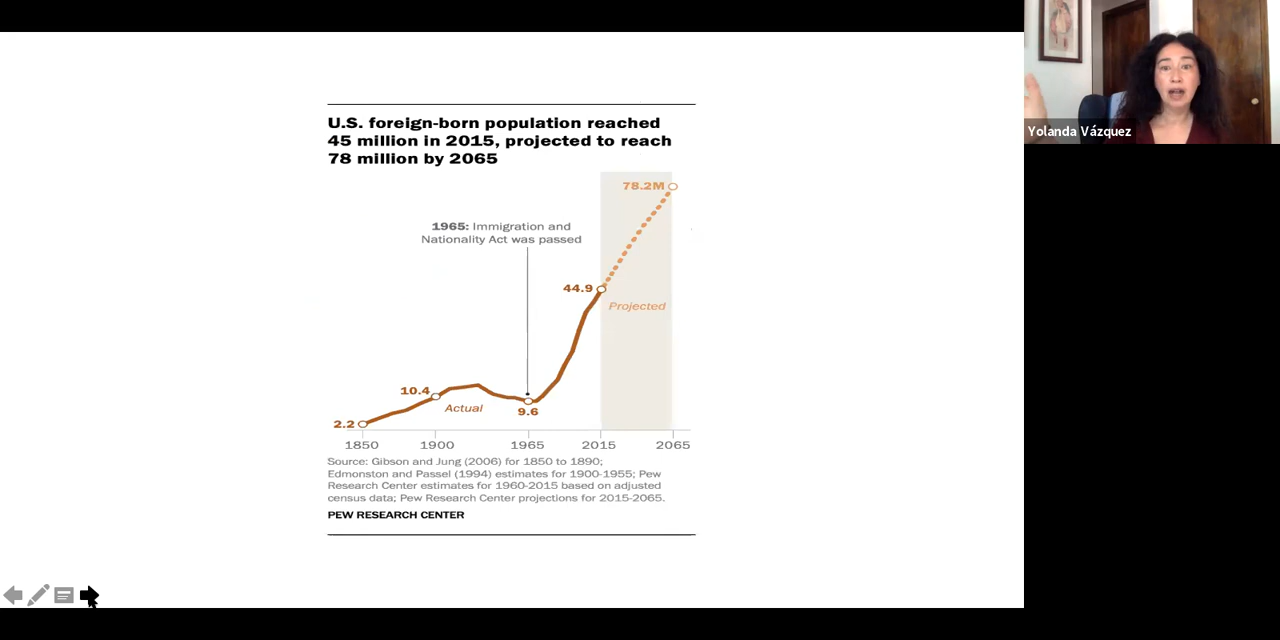 U.S. foreign-born population reached
45 million in 2015, projected to reach
78 million by 2065
78.2M
1965: Immigration and
Nationality Act was passed
44.9
Projected
10.4
Actual
9.6
2.2
1850 1900 1965 2015 2065
Source: Gibson and Jung (2006) for 1850 to 1890;
Edmonston and Passel (1994) estimates for 1900-1955; Pew
Research Center estimates for 1960-2015 based on adjusted
census data; Pew Research Center projections for 2015-2065.
PEW RESEARCH CENTER
Yolanda Vázquez